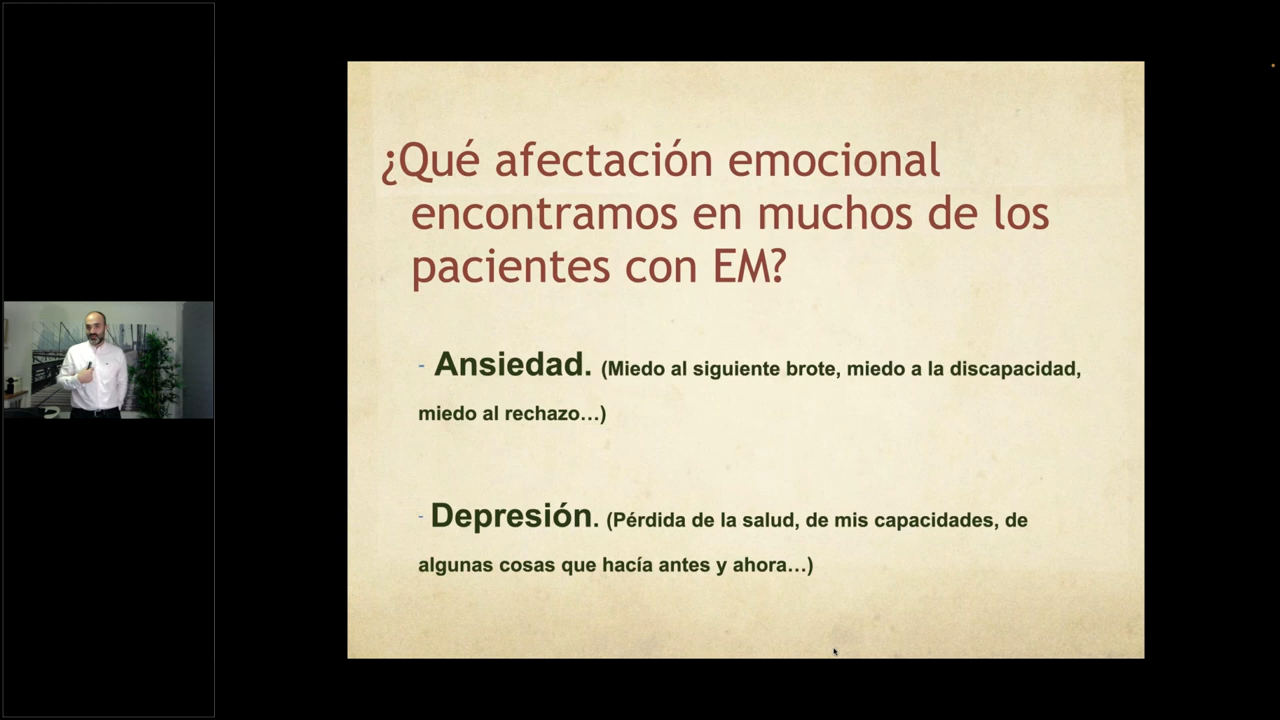 ¿Qué afectación emocional
encontramos en muchos de los
pacientes con EM?
- Ansiedad. (Miedo al siguiente brote, miedo a la discapacidad,
miedo al rechazo…)
- Depresión. (Pérdida de la salud, de mis capacidades, de
algunas cosas que hacía antes y ahora…)